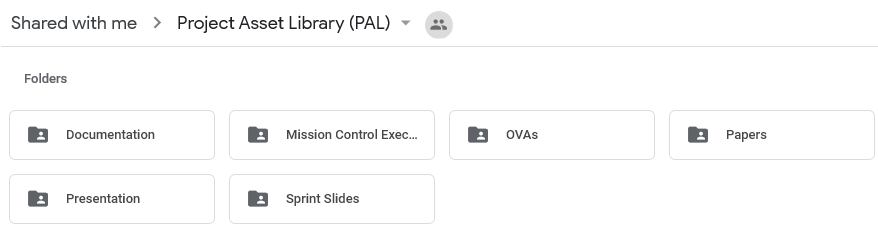 Shared with me > Project Asset Library (PAL)
Folders
Documentation Mission Control Exec... OVAs Papers
Presentation Sprint Slides